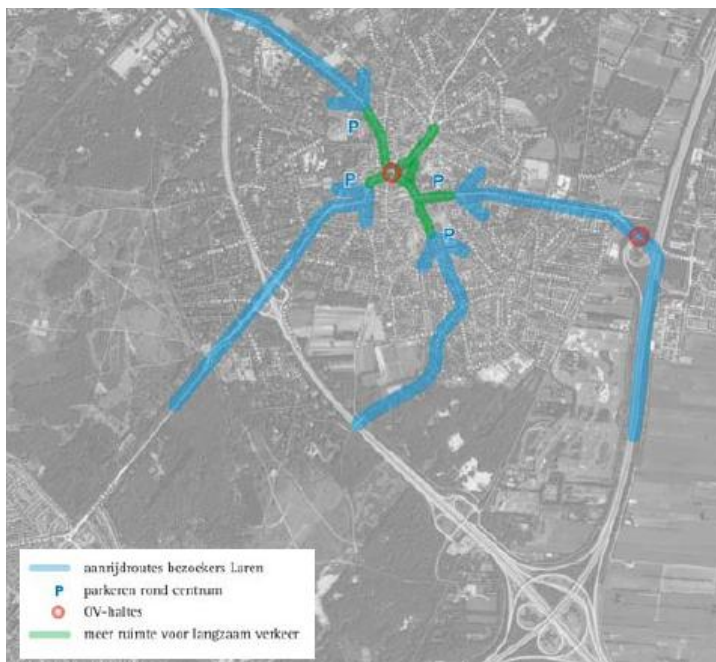 P
P
P
P
aanrijdroutes bezoekers Laren
P parkeren rond centrum
OV-haltes
meer ruimte voor langzaam verkeer